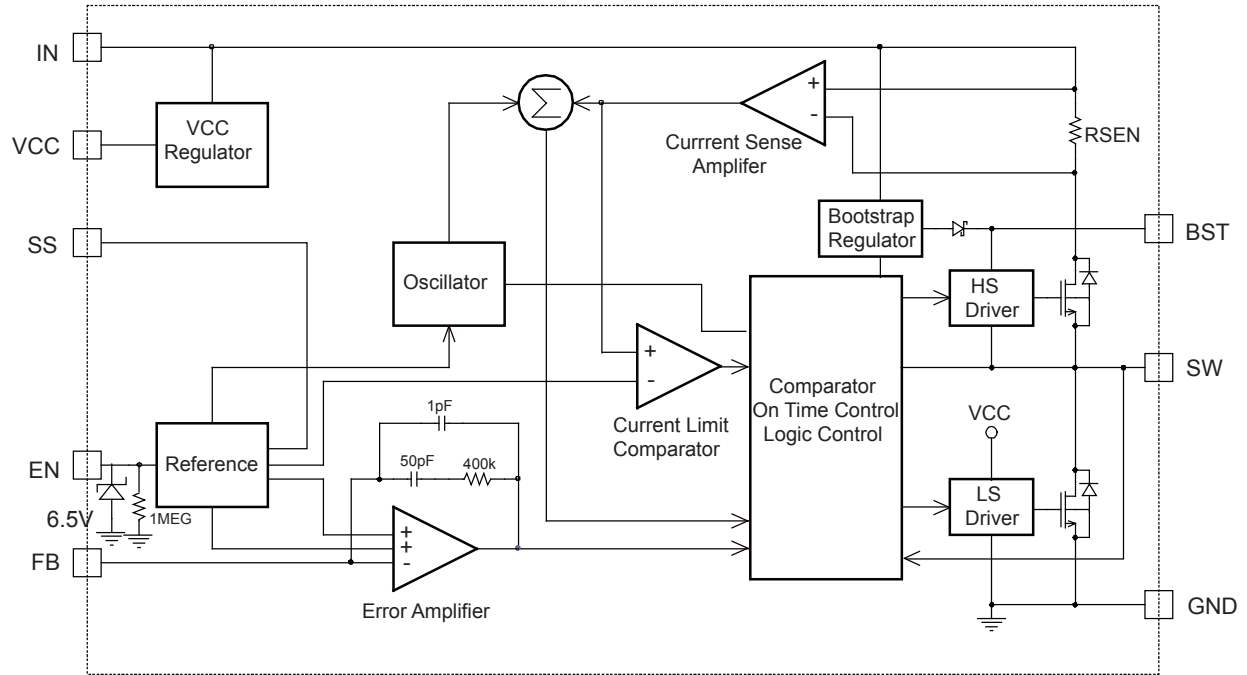 IN
VCC
VCC
Regulator
+
-
Currrent Sense
Amplifer
RSEN
SS
Bootstrap
Regulator
BST
Oscillator
HS
Driver
+
-
Current Limit
Comparator
Comparator
On Time Control
Logic Control
SW
VCC
1pF
50pF
400k
EN
Reference
6.5V
1MEG
LS
Driver
FB
+
+
-
Error Amplifier
GND
Σ